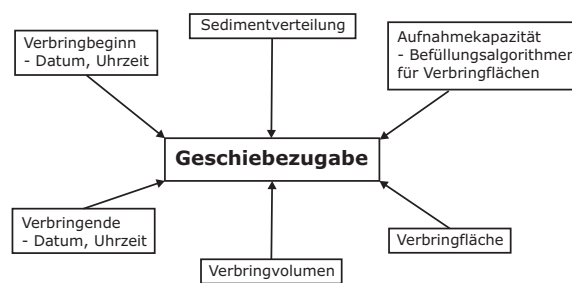 Sedimentverteilung
Verbringbeginn
- Datum, Uhrzeit
Aufnahmekapazität
- Befüllungsalgorithmen
für Verbringflächen
Geschiebezugabe
Verbringende
- Datum, Uhrzeit
Verbringfläche
Verbringvolumen